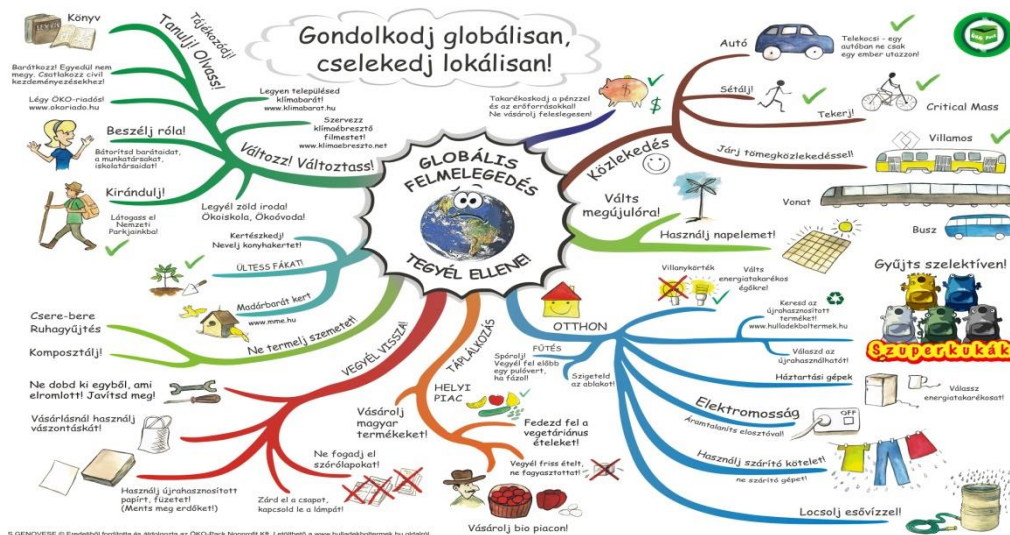 Gondolkodj globálisan,
cselekedj lokálisan!
GLOBÁLIS
FELMELEGEDÉS
TEGYÉL ELLENE!
Könyv
Tájékozódj!
Tanulj! Olvass!
Barátkozz! Egyedül nem
megy. Csatlakozz civil
kezdeményezésekhez!
Légy ÖKO-riadós!
www.okoriado.hu
Beszélj róla!
Bátorítsd barátaidat,
a munkatársakat,
iskolatársaidat!
Kirándulj!
Látogass el
Nemzeti
Parkjainkba!
Legyen települesed
klímabarát!
www.klimabarat.hu
Szervezz
klímaébresztő
filmestet!
www.klimaebreszto.net
Változz! Változtass!
Legyél zöld iroda!
Ökoiskola, Ökoóvoda!
Kertészkedj!
Nevelj konyhakertet!
ÜLTESS FÁKAT!
Madárbarát kert
www.mme.hu
Ne termelj szemetet!
Csere-bere
Ruhagyűjtés
Komposztálj!
VEGYÉL VISSZA!
Ne dobd ki egyből, ami
elromlott! Javítsd meg!
Vásárlásnál használj
vászontáskát!
Használj újrahasznosított
papírt, füzetet!
(Ments meg erdőket!)
Ne fogadj el
szórólapokat!
Zárd el a csapot,
kapcsold le a lámpát!
TÁPLÁLKOZÁS
HELYI
PIAC
Vásárolj
magyar
termékeket!
Fedezd fel a
vegetáriánus
ételeket!
Vegyél friss ételt,
ne fagyasztottat!
Vásárolj bio piacon!
Takarékoskodj a pénzzel
és az erőforrásokkal!
Ne vásárolj feleslegesen!
Közlekedés
Autó
Telekocsi - egy
autóban ne csak
egy ember utazzon!
Sétálj!
Tekerj!
Critical Mass
Járj tömegközlekedéssel!
Villamos
Vonat
Busz
Válts
megújulóra!
Használj napelemet!
OTTHON
FŰTÉS
Spórolj!
Vegyél fel előbb
egy pulóvert,
ha fázol!
Szigeteld
az ablakot!
Villanykörték
Válts
energiatakarékos
égőkre!
Keresd az
újrahasznosított
terméket!
www.hulladekboltermek.hu
Válaszd az
újrahasználhatót!
Gyűjts szelektíven!
Szuperkukák
Háztartási gépek
Válassz
energiatakarékosat!
Elektromosság
Áramtalaníts elosztóval!
OFF
Használj szárító kötelet!
ne szárító gépet!
Locsolj esővízzel!